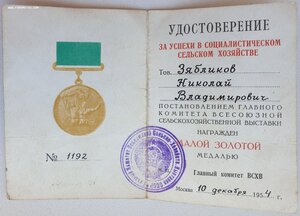 № 1192
УДОСТОВЕРЕНИЕ
ЗА УСПЕХИ В СОЦИАЛИСТИЧЕСКОМ
СЕЛЬСКОМ ХОЗЯЙСТВЕ
Тов. Зябликов
Николай
Владимирович
ПОСТАНОВЛЕНИЕМ ГЛАВНОГО
КОМИТЕТА ВСЕСОЮЗНОЙ
СЕЛЬСКОХОЗЯЙСТВЕННОЙ ВЫСТАВКИ
НАГРАЖДЕН
МАЛОЙ ЗОЛОТОЙ
МЕДАЛЬЮ
Главный комитет ВСХВ
Москва 10 декабря 1954 г.